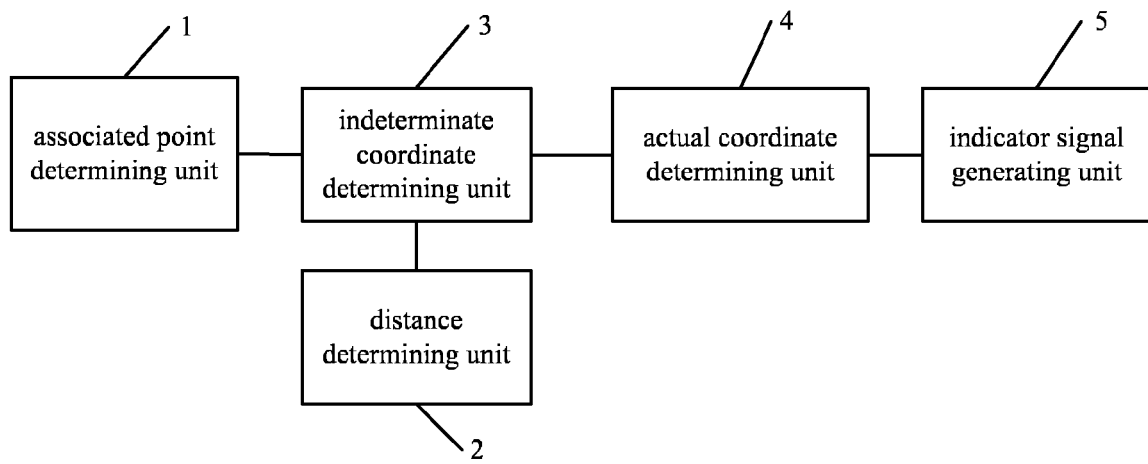 1
3
4
5
associated point
determining unit
indeterminate
coordinate
determining unit
actual coordinate
determining unit
indicator signal
generating unit
distance
determining unit
2